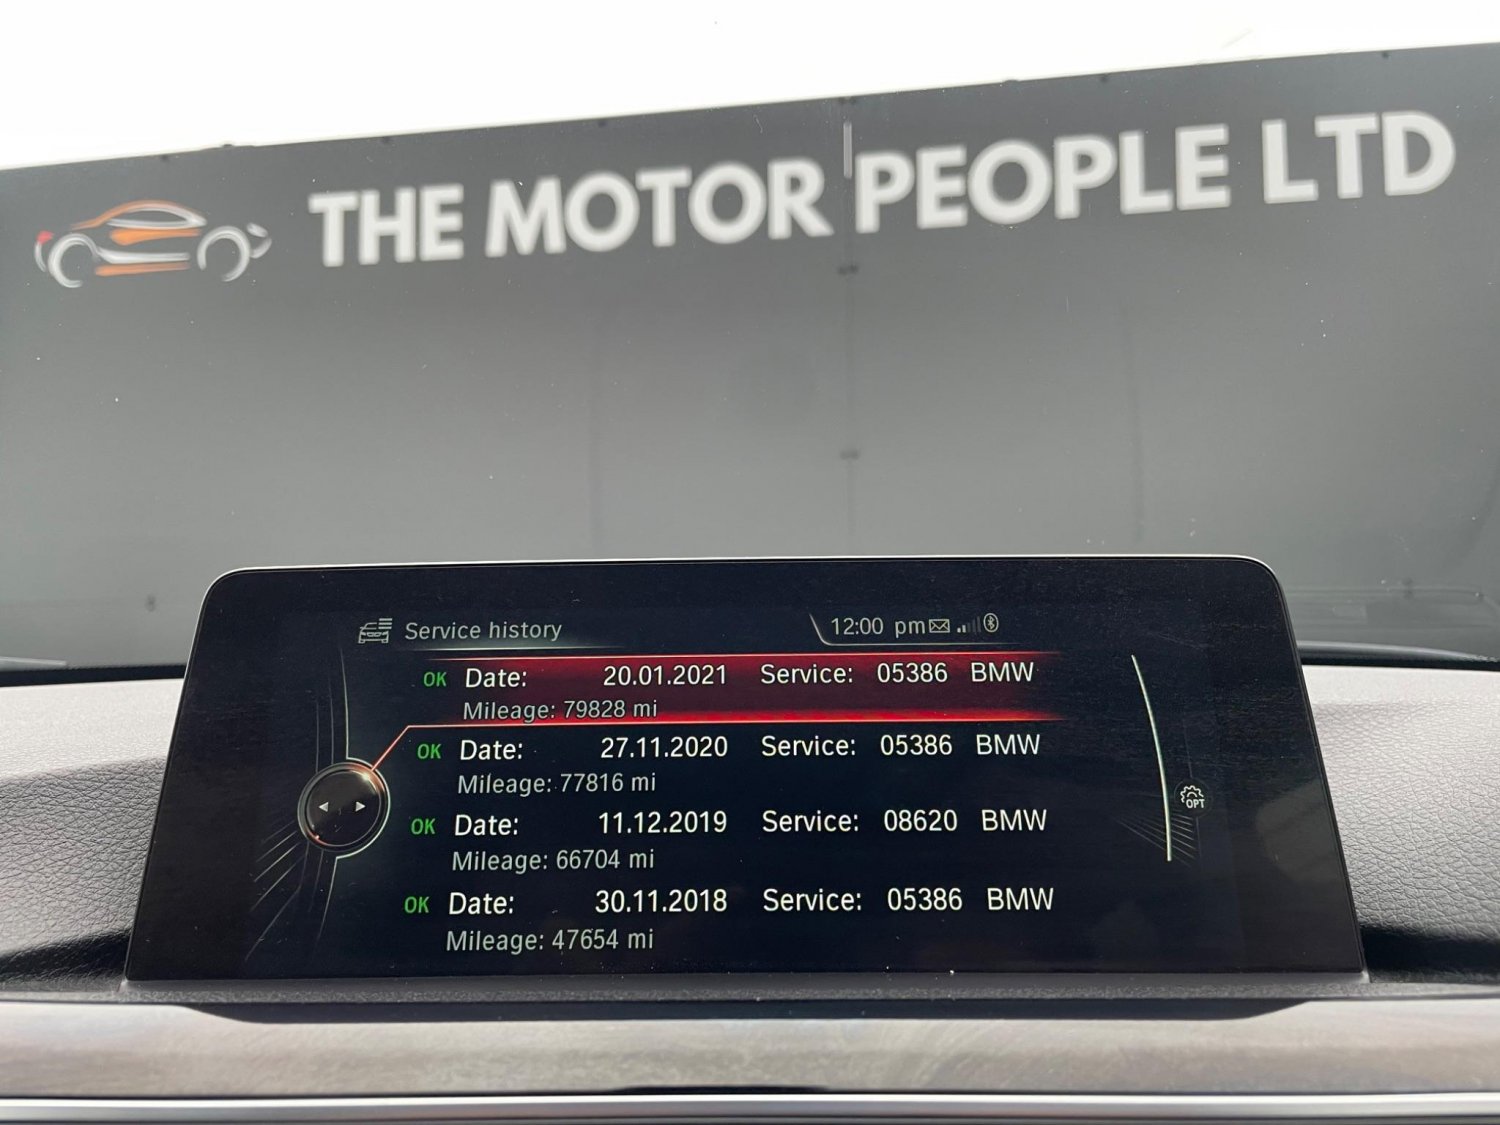 THE MOTOR PEOPLE LTD
Service history 12:00 pm
OK Date: 20.01.2021 Service: 05386 BMW
Mileage: 79828 mi
OK Date: 27.11.2020 Service: 05386 BMW
Mileage: 77816 mi
OK Date: 11.12.2019 Service: 08620 BMW
Mileage: 66704 mi
OPT
OK Date: 30.11.2018 Service: 05386 BMW
Mileage: 47654 mi